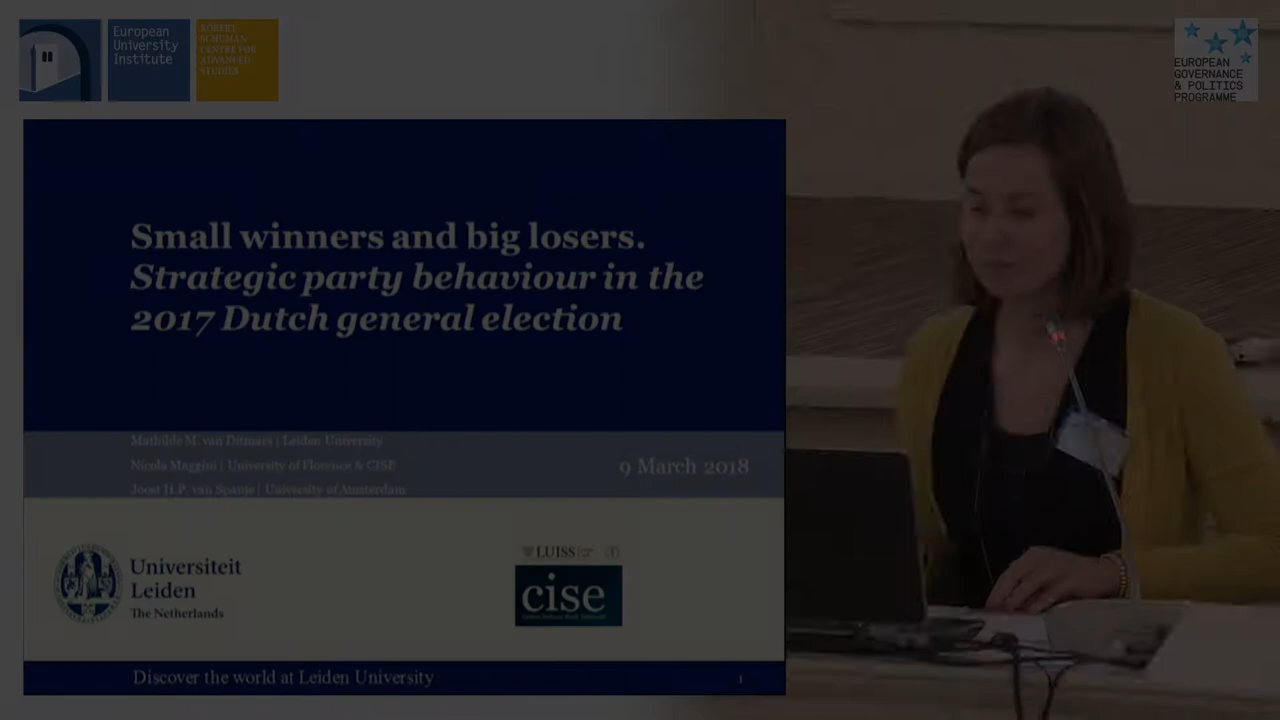 European
University
Institute
ROBERT
SCHUMAN
CENTRE FOR
ADVANCED
STUDIES
EUROPEAN
GOVERNANCE
& POLITICS
PROGRAMME
Small winners and big losers.
Strategic party behaviour in the
2017 Dutch general election
Mathilde M. van Ditmars | Leiden University
Nicola Maggini | University of Florence & CISE
Joost H.P. van Spanje | University of Amsterdam
9 March 2018
Universiteit
Leiden
The Netherlands
LUISS
cise
Discover the world at Leiden University
1